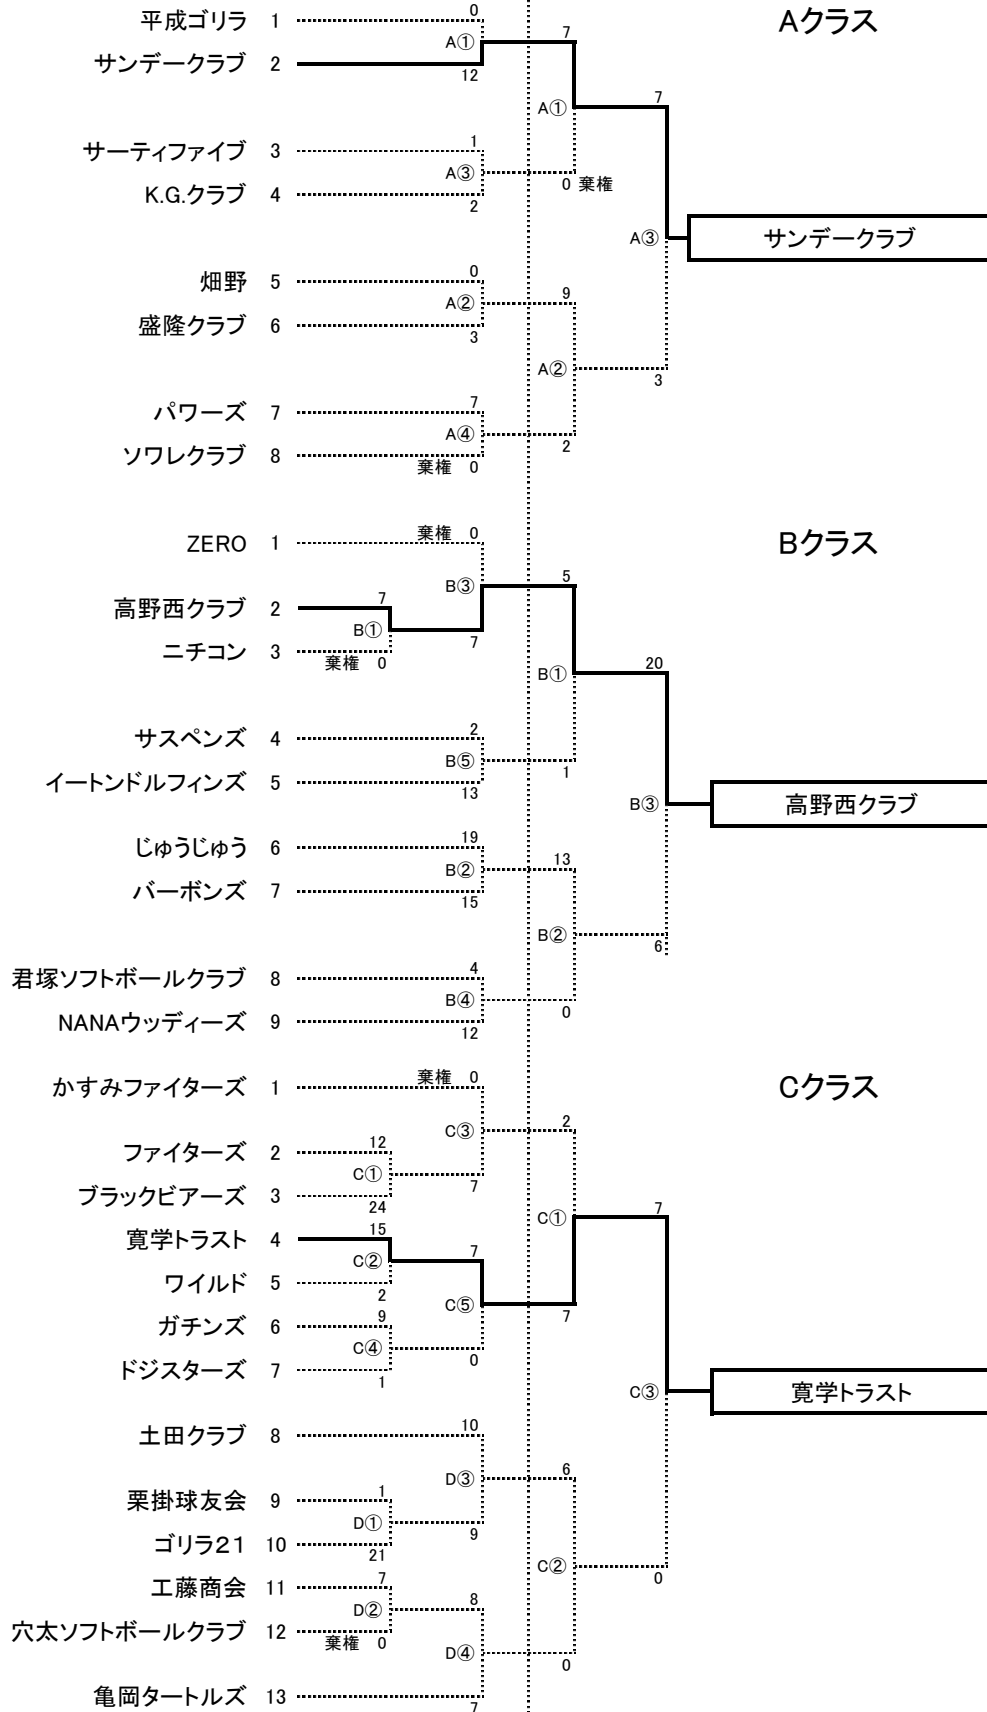 Aクラス
平成ゴリラ 1 0
A① 7
サンデークラブ 2 12
A① 7
サーティファイブ 3 1
A③ 0 棄権
K.G.クラブ 4 2
A③ サンデークラブ
畑野 5 0
A② 9
盛隆クラブ 6 3
A② 3
パワーズ 7 7
A④ 2
ソワレクラブ 8 棄権 0
Bクラス
ZERO 1 棄権 0
B③ 5
高野西クラブ 2 7
B① 7
ニチコン 3 棄権 0
B① 20
サスペンズ 4 2
B⑤ 1
イートンドルフィンズ 5 13
B③ 高野西クラブ
じゅうじゅう 6 19
B② 13
バーボンズ 7 15
B② 6
君塚ソフトボールクラブ 8 4
B④ 0
NANAウッディーズ 9 12
Cクラス
かすみファイターズ 1 棄権 0
C③ 2
ファイターズ 2 12
C① 7
ブラックビアーズ 3 24
C① 7
寛学トラスト 4 15
C② 7
ワイルド 5 2
C⑤ 7
ガチンズ 6 9
C④ 0
ドジスターズ 7 1
C③ 寛学トラスト
土田クラブ 8 10
D③ 6
栗掛球友会 9 1
D① 9
ゴリラ21 10 21
C② 0
工藤商会 11 7
D② 8
穴太ソフトボールクラブ 12 棄権 0
D④ 0
亀岡タートルズ 13 7